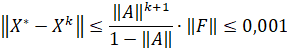 ‖X* − X^k‖ ≤ ‖A‖^(k+1) / (1 − ‖A‖) · ‖F‖ ≤ 0,001